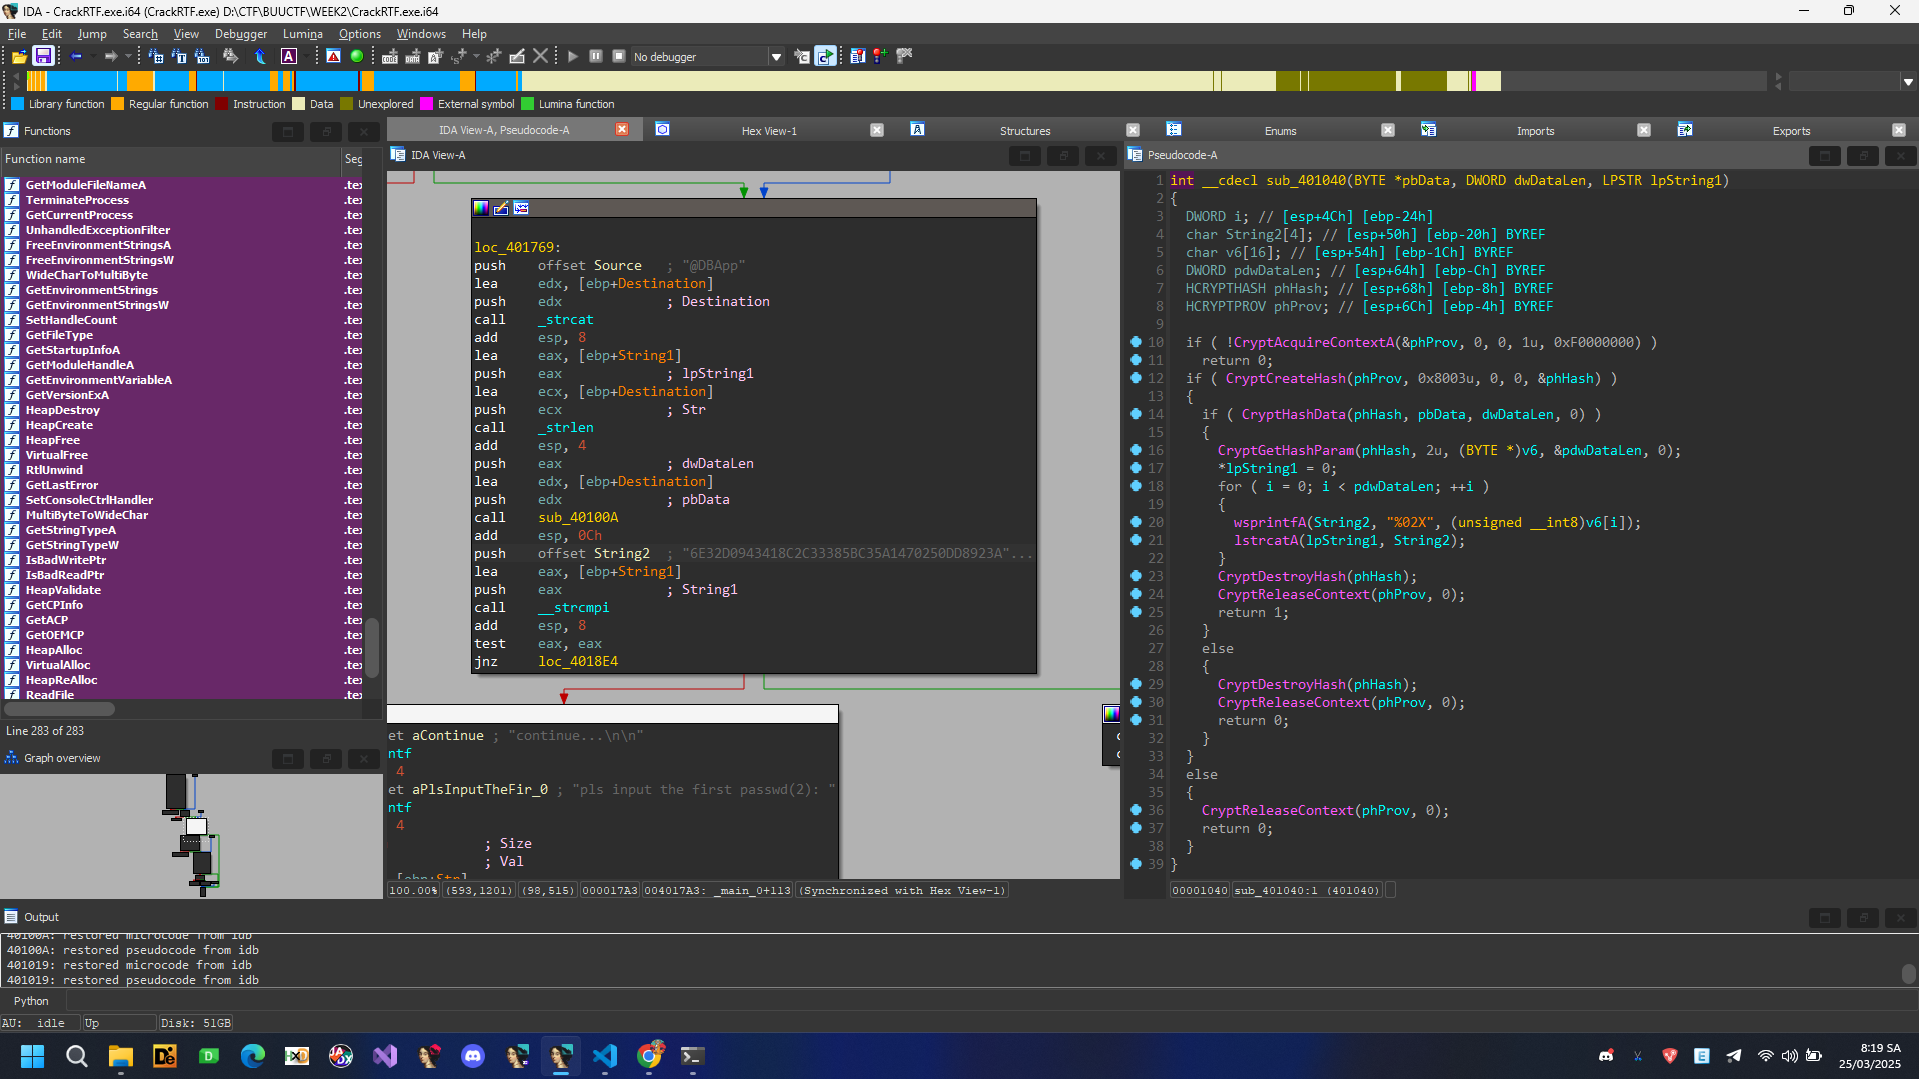 IDA - CrackRTF.exe.i64 (CrackRTF.exe) D:\CTF\BUUCTF\WEEK2\CrackRTF.exe.i64
File Edit Jump Search View Debugger Lumina Options Windows Help
No debugger
Library function Regular function Instruction Data Unexplored External symbol Lumina function
Functions
Function name Seg
GetModuleFileNameA .tex
TerminateProcess .tex
GetCurrentProcess .tex
UnhandledExceptionFilter .tex
FreeEnvironmentStringsA .tex
FreeEnvironmentStringsW .tex
WideCharToMultiByte .tex
GetEnvironmentStrings .tex
GetEnvironmentStringsW .tex
SetHandleCount .tex
GetFileType .tex
GetStartupInfoA .tex
GetModuleHandleA .tex
GetEnvironmentVariableA .tex
GetVersionExA .tex
HeapDestroy .tex
HeapCreate .tex
HeapFree .tex
VirtualFree .tex
RtlUnwind .tex
GetLastError .tex
SetConsoleCtrlHandler .tex
MultiByteToWideChar .tex
GetStringTypeA .tex
GetStringTypeW .tex
IsBadWritePtr .tex
IsBadReadPtr .tex
HeapValidate .tex
GetCPInfo .tex
GetACP .tex
GetOEMCP .tex
HeapAlloc .tex
VirtualAlloc .tex
HeapReAlloc .tex
ReadFile .tex
Line 283 of 283
Graph overview
IDA View-A, Pseudocode-A Hex View-1 Structures Enums Imports Exports
IDA View-A
loc_401769:
push offset Source ; "@DBApp"
lea edx, [ebp+Destination]
push edx ; Destination
call _strcat
add esp, 8
lea eax, [ebp+String1]
push eax ; lpString1
lea ecx, [ebp+Destination]
push ecx ; Str
call _strlen
add esp, 4
push eax ; dwDataLen
lea edx, [ebp+Destination]
push edx ; pbData
call sub_40100A
add esp, 0Ch
push offset String2 ; "6E32D0943418C2C33385BC35A1470250DD8923A"...
lea eax, [ebp+String1]
push eax ; String1
call __strcmpi
add esp, 8
test eax, eax
jnz loc_4018E4
et aContinue ; "continue...\n\n"
ntf
4
et aPlsInputTheFir_0 ; "pls input the first passwd(2): "
ntf
4
; Size
; Val
[ebp+Str]
100.00% (593,1201) (98,515) 000017A3 004017A3: _main_0+113 (Synchronized with Hex View-1)
Pseudocode-A
1 int __cdecl sub_401040(BYTE *pbData, DWORD dwDataLen, LPSTR lpString1)
2 {
3 DWORD i; // [esp+4Ch] [ebp-24h]
4 char String2[4]; // [esp+50h] [ebp-20h] BYREF
5 char v6[16]; // [esp+54h] [ebp-1Ch] BYREF
6 DWORD pdwDataLen; // [esp+64h] [ebp-Ch] BYREF
7 HCRYPTHASH phHash; // [esp+68h] [ebp-8h] BYREF
8 HCRYPTPROV phProv; // [esp+6Ch] [ebp-4h] BYREF
9
10 if ( !CryptAcquireContextA(&phProv, 0, 0, 1u, 0xF0000000) )
11 return 0;
12 if ( CryptCreateHash(phProv, 0x8003u, 0, 0, &phHash) )
13 {
14 if ( CryptHashData(phHash, pbData, dwDataLen, 0) )
15 {
16 CryptGetHashParam(phHash, 2u, (BYTE *)v6, &pdwDataLen, 0);
17 *lpString1 = 0;
18 for ( i = 0; i < pdwDataLen; ++i )
19 {
20 wsprintfA(String2, "%02X", (unsigned __int8)v6[i]);
21 lstrcatA(lpString1, String2);
22 }
23 CryptDestroyHash(phHash);
24 CryptReleaseContext(phProv, 0);
25 return 1;
26 }
27 else
28 {
29 CryptDestroyHash(phHash);
30 CryptReleaseContext(phProv, 0);
31 return 0;
32 }
33 }
34 else
35 {
36 CryptReleaseContext(phProv, 0);
37 return 0;
38 }
39 }
00001040 sub_401040:1 (401040)
Output
40100A: restored microcode from idb
40100A: restored pseudocode from idb
401019: restored microcode from idb
401019: restored pseudocode from idb
Python
AU: idle Up Disk: 51GB
8:19 SA
25/03/2025